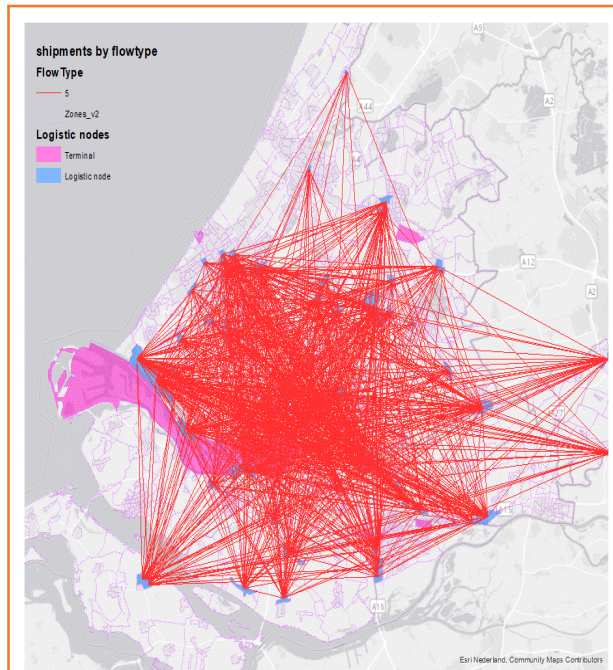 shipments by flowtype
Flow Type
5
Zones_v2
Logistic nodes
Terminal
Logistic node
A9
A44
A2
A4
A12
A2
A15
A16
Esri Nederland, Community Maps Contributors